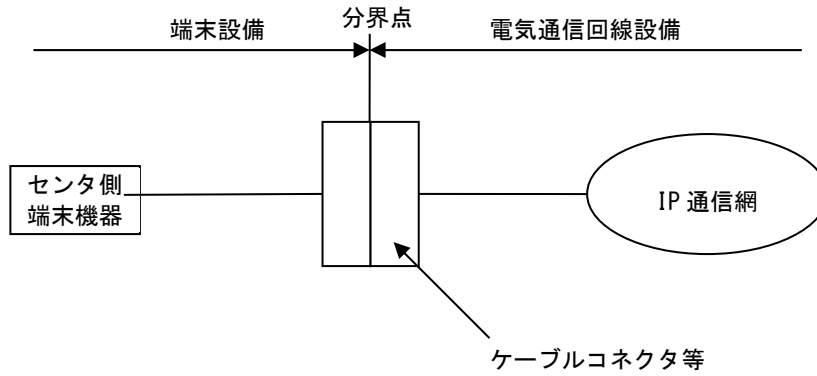 分界点
端末設備
電気通信回線設備
センタ側
端末機器
IP 通信網
ケーブルコネクタ等